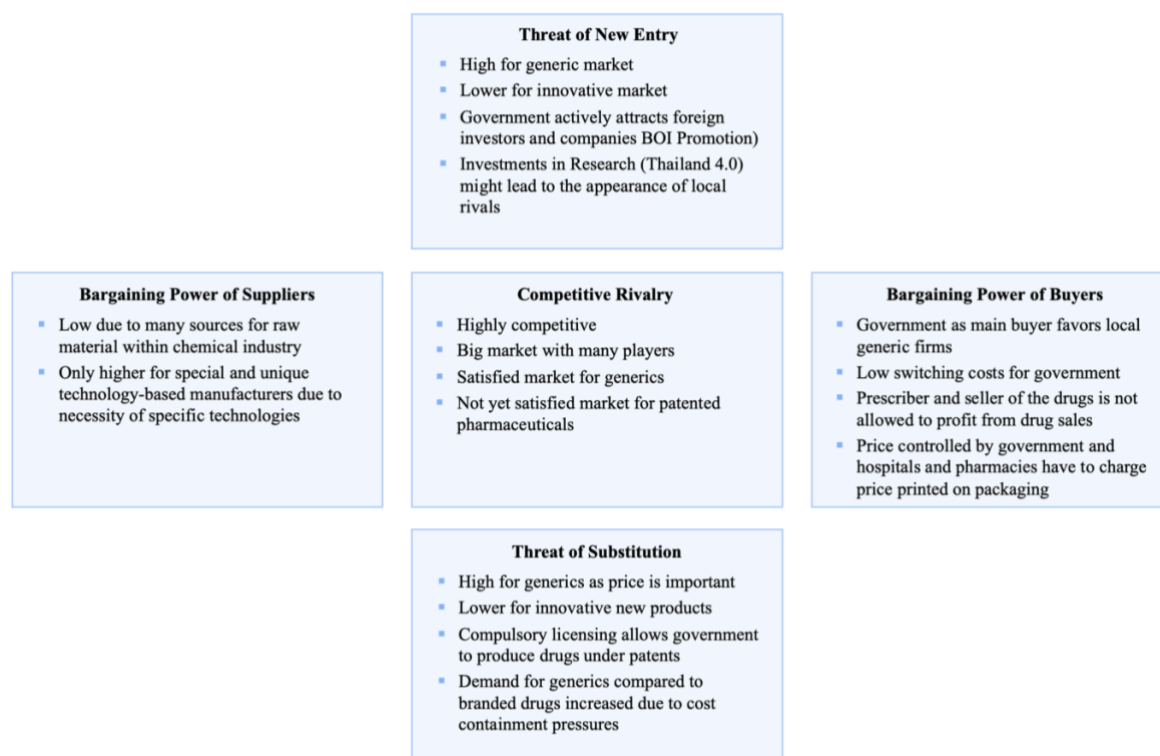 Threat of New Entry
▪ High for generic market
▪ Lower for innovative market
▪ Government actively attracts foreign
investors and companies BOI Promotion)
▪ Investments in Research (Thailand 4.0)
might lead to the appearance of local
rivals
Bargaining Power of Suppliers
▪ Low due to many sources for raw
material within chemical industry
▪ Only higher for special and unique
technology-based manufacturers due to
necessity of specific technologies
Competitive Rivalry
▪ Highly competitive
▪ Big market with many players
▪ Satisfied market for generics
▪ Not yet satisfied market for patented
pharmaceuticals
Bargaining Power of Buyers
▪ Government as main buyer favors local
generic firms
▪ Low switching costs for government
▪ Prescriber and seller of the drugs is not
allowed to profit from drug sales
▪ Price controlled by government and
hospitals and pharmacies have to charge
price printed on packaging
Threat of Substitution
▪ High for generics as price is important
▪ Lower for innovative new products
▪ Compulsory licensing allows government
to produce drugs under patents
▪ Demand for generics compared to
branded drugs increased due to cost
containment pressures